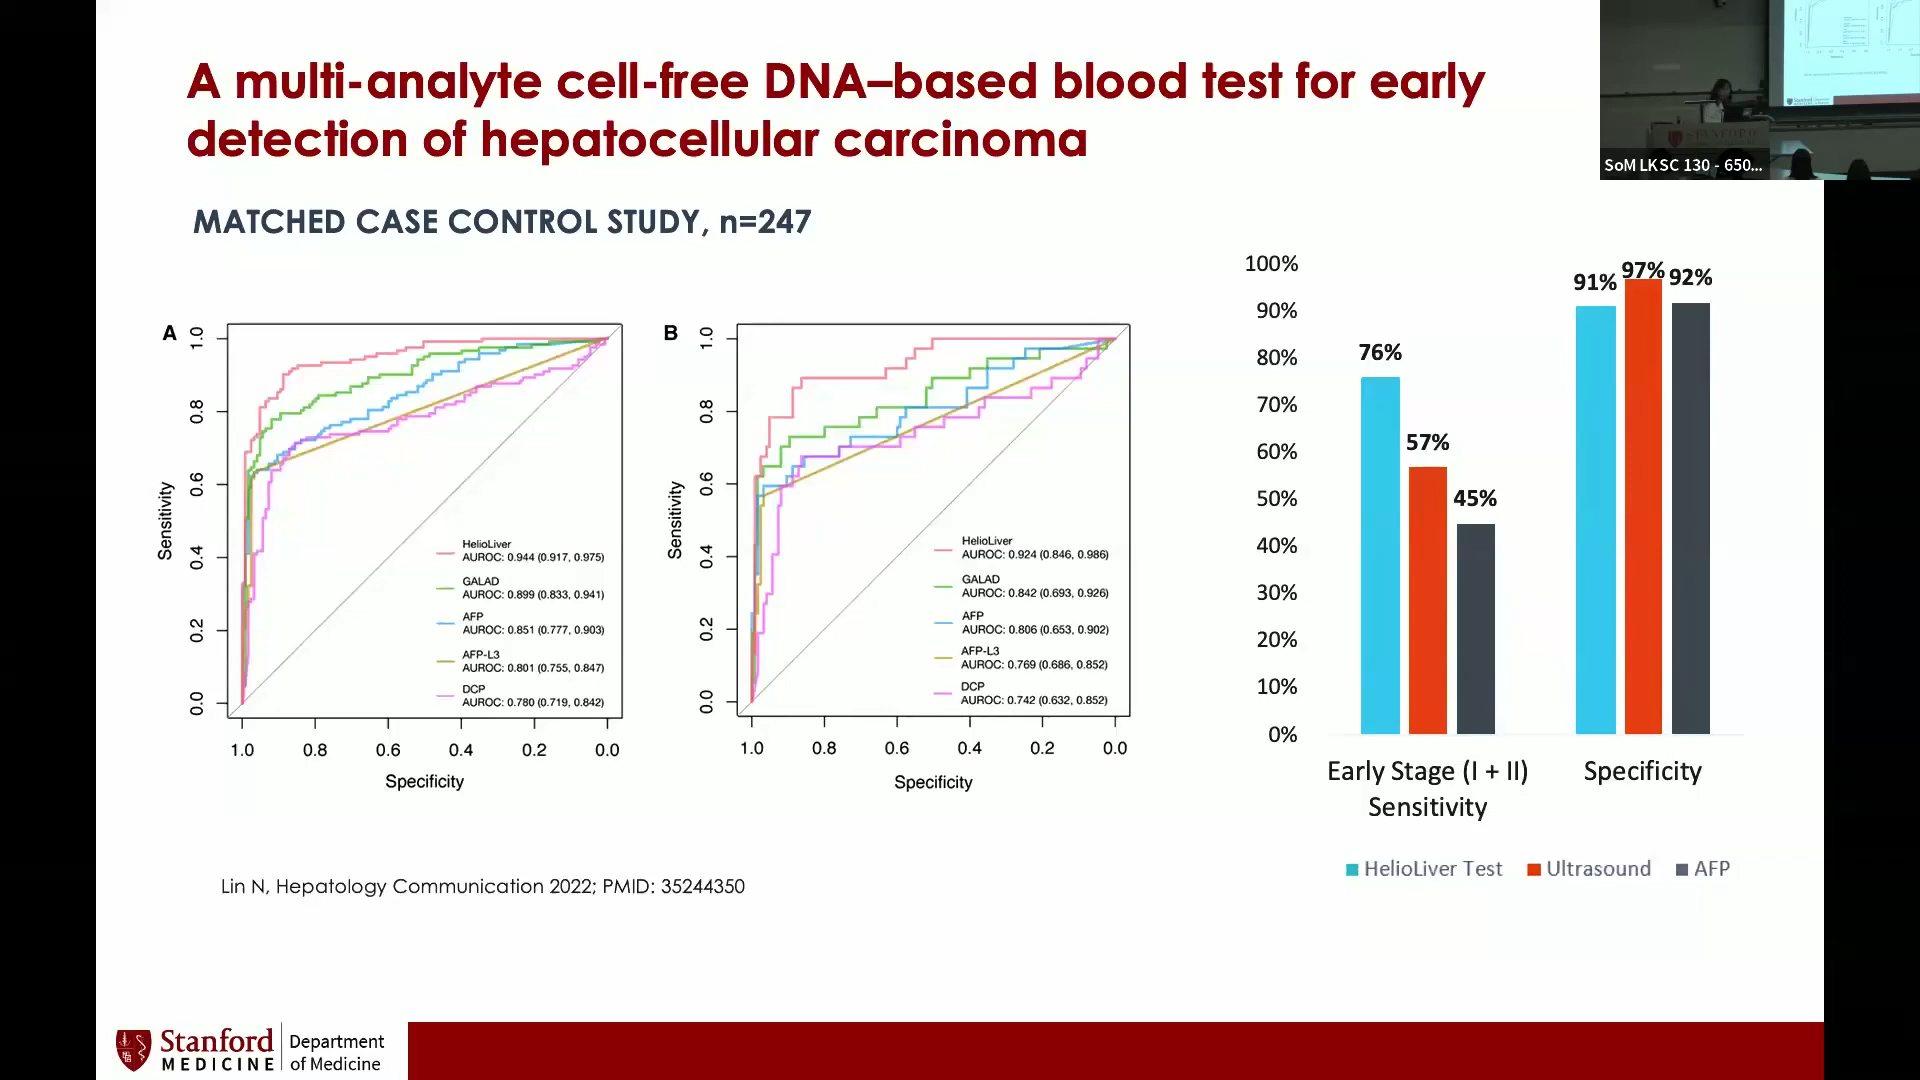 A multi-analyte cell-free DNA–based blood test for early
detection of hepatocellular carcinoma
SoM LKSC 130 - 650...
MATCHED CASE CONTROL STUDY, n=247
A
1.0
0.8
0.6
0.4
0.2
0.0
Sensitivity
HelioLiver
AUROC: 0.944 (0.917, 0.975)
GALAD
AUROC: 0.899 (0.833, 0.941)
AFP
AUROC: 0.851 (0.777, 0.903)
AFP-L3
AUROC: 0.801 (0.755, 0.847)
DCP
AUROC: 0.780 (0.719, 0.842)
1.0 0.8 0.6 0.4 0.2 0.0
Specificity
B
1.0
0.8
0.6
0.4
0.2
0.0
Sensitivity
HelioLiver
AUROC: 0.924 (0.846, 0.986)
GALAD
AUROC: 0.842 (0.693, 0.926)
AFP
AUROC: 0.806 (0.653, 0.902)
AFP-L3
AUROC: 0.769 (0.686, 0.852)
DCP
AUROC: 0.742 (0.632, 0.852)
1.0 0.8 0.6 0.4 0.2 0.0
Specificity
100%
90%
80%
70%
60%
50%
40%
30%
20%
10%
0%
76%
57%
45%
91%
97%
92%
Early Stage (I + II)
Sensitivity
Specificity
HelioLiver Test Ultrasound AFP
Lin N, Hepatology Communication 2022; PMID: 35244350
Stanford
MEDICINE
Department
of Medicine